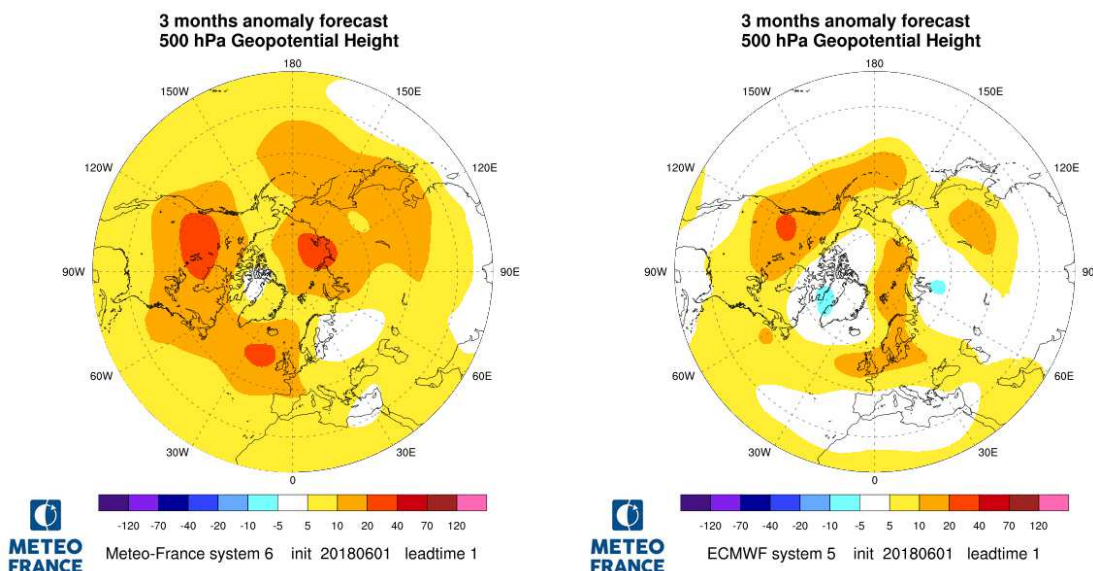 3 months anomaly forecast
500 hPa Geopotential Height
180
150W
150E
120W
120E
90W
90E
60W
60E
30W
30E
0
-120 -70 -40 -20 -10 -5 5 10 20 40 70 120
METEO
FRANCE
Meteo-France system 6 init 20180601 leadtime 1
3 months anomaly forecast
500 hPa Geopotential Height
180
150W
150E
120W
120E
90W
90
60W
60E
30W
30E
0
-120 -70 -40 -20 -10 -5 5 10 20 40 70 120
METEO
FRANCE
ECMWF system 5 init 20180601 leadtime 1